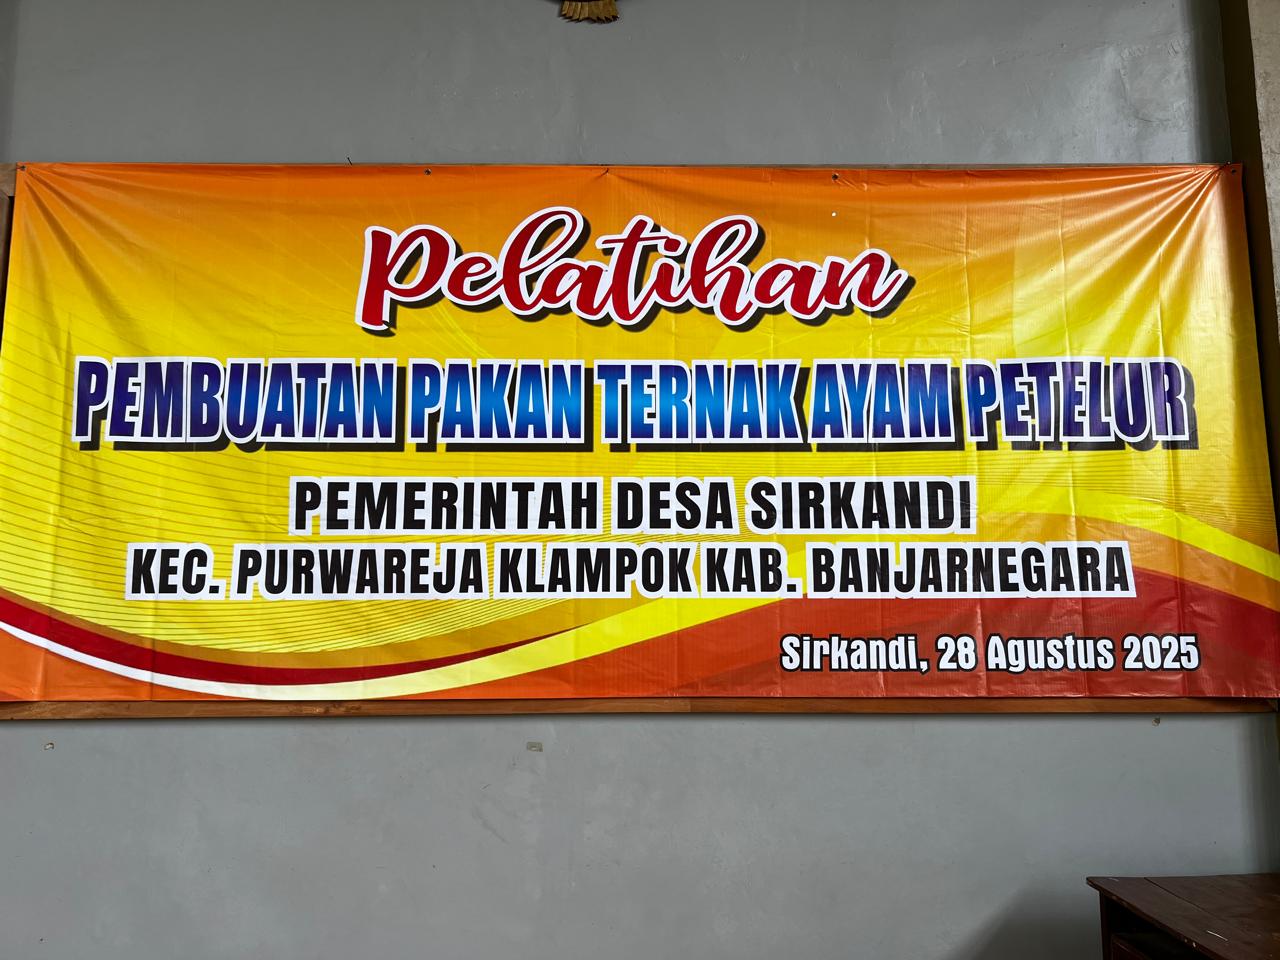 Pelatihan
PEMBUATAN PAKAN TERNAK AYAM PETELUR
PEMERINTAH DESA SIRKANDI
KEC. PURWAREJA KLAMPOK KAB. BANJARNEGARA
Sirkandi, 28 Agustus 2025